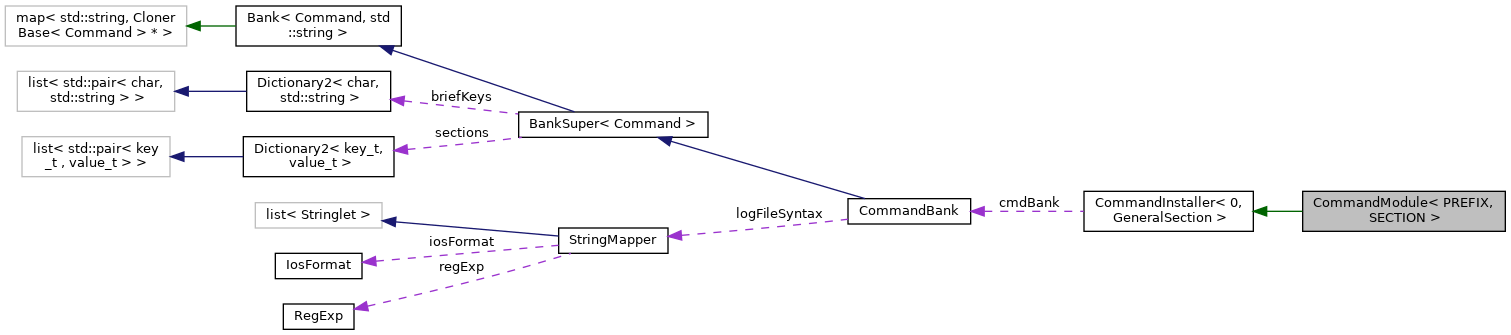 map< std::string, Cloner
Base< Command > * >
Bank< Command, std
::string >
list< std::pair< char,
std::string > >
Dictionary2< char,
std::string >
briefKeys
BankSuper< Command >
sections
list< std::pair< key
_t , value_t > >
Dictionary2< key_t,
value_t >
list< Stringlet >
StringMapper
iosFormat
IosFormat
regExp
RegExp
logFileSyntax
CommandBank
cmdBank
CommandInstaller< 0,
GeneralSection >
CommandModule< PREFIX,
SECTION >